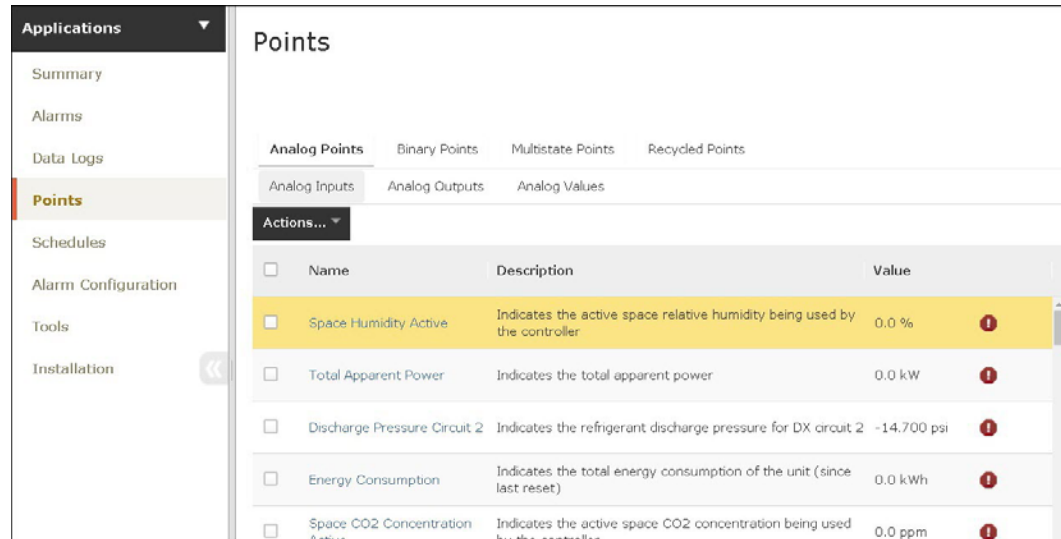 Applications
Summary
Alarms
Data Logs
Points
Schedules
Alarm Configuration
Tools
Installation
Points
Analog Points Binary Points Multistate Points Recycled Points
Analog Inputs Analog Outputs Analog Values
Actions...
Name Description Value
Space Humidity Active Indicates the active space relative humidity being used by 0.0 %
the controller
Total Apparent Power Indicates the total apparent power 0.0 kW
Discharge Pressure Circuit 2 Indicates the refrigerant discharge pressure for DX circuit 2 -14.700 psi
Energy Consumption Indicates the total energy consumption of the unit (since 0.0 kWh
last reset)
Space CO2 Concentration Indicates the active space CO2 concentration being used 0.0 ppm
Active by the controller